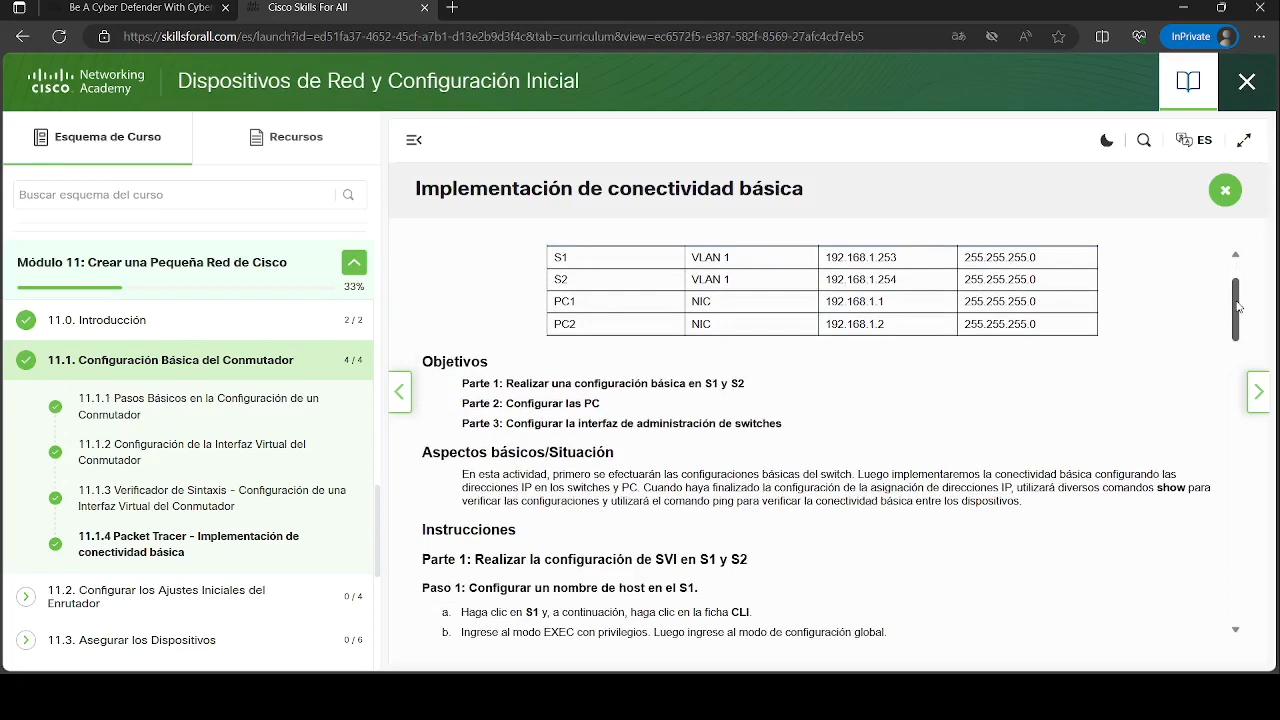 Be A Cyber Defender With Cyber
Cisco Skills For All
https://skillsforall.com/es/launch?id=ed51fa37-4652-45cf-a7b1-d13e2b9d3f4c&tab=curriculum&view=ec6572f5-e387-582f-8569-27afc4cd7eb5
InPrivate
Networking
CISCO Academy
Dispositivos de Red y Configuración Inicial
Esquema de Curso
Recursos
ES
Buscar esquema del curso
Implementación de conectividad básica
Módulo 11: Crear una Pequeña Red de Cisco
33%
11.0. Introducción 2 / 2
11.1. Configuración Básica del Conmutador 4 / 4
11.1.1 Pasos Básicos en la Configuración de un
Conmutador
11.1.2 Configuración de la Interfaz Virtual del
Conmutador
11.1.3 Verificador de Sintaxis - Configuración de una
Interfaz Virtual del Conmutador
11.1.4 Packet Tracer - Implementación de
conectividad básica
11.2. Configurar los Ajustes Iniciales del
Enrutador 0 / 4
11.3. Asegurar los Dispositivos 0 / 6
S1 VLAN 1 192.168.1.253 255.255.255.0
S2 VLAN 1 192.168.1.254 255.255.255.0
PC1 NIC 192.168.1.1 255.255.255.0
PC2 NIC 192.168.1.2 255.255.255.0
Objetivos
Parte 1: Realizar una configuración básica en S1 y S2
Parte 2: Configurar las PC
Parte 3: Configurar la interfaz de administración de switches
Aspectos básicos/Situación
En esta actividad, primero se efectuarán las configuraciones básicas del switch. Luego implementaremos la conectividad básica configurando las
direcciones IP en los switches y PC. Cuando haya finalizado la configuración de la asignación de direcciones IP, utilizará diversos comandos show para
verificar las configuraciones y utilizará el comando ping para verificar la conectividad básica entre los dispositivos.
Instrucciones
Parte 1: Realizar la configuración de SVI en S1 y S2
Paso 1: Configurar un nombre de host en el S1.
a. Haga clic en S1 y, a continuación, haga clic en la ficha CLI.
b. Ingrese al modo EXEC con privilegios. Luego ingrese al modo de configuración global.